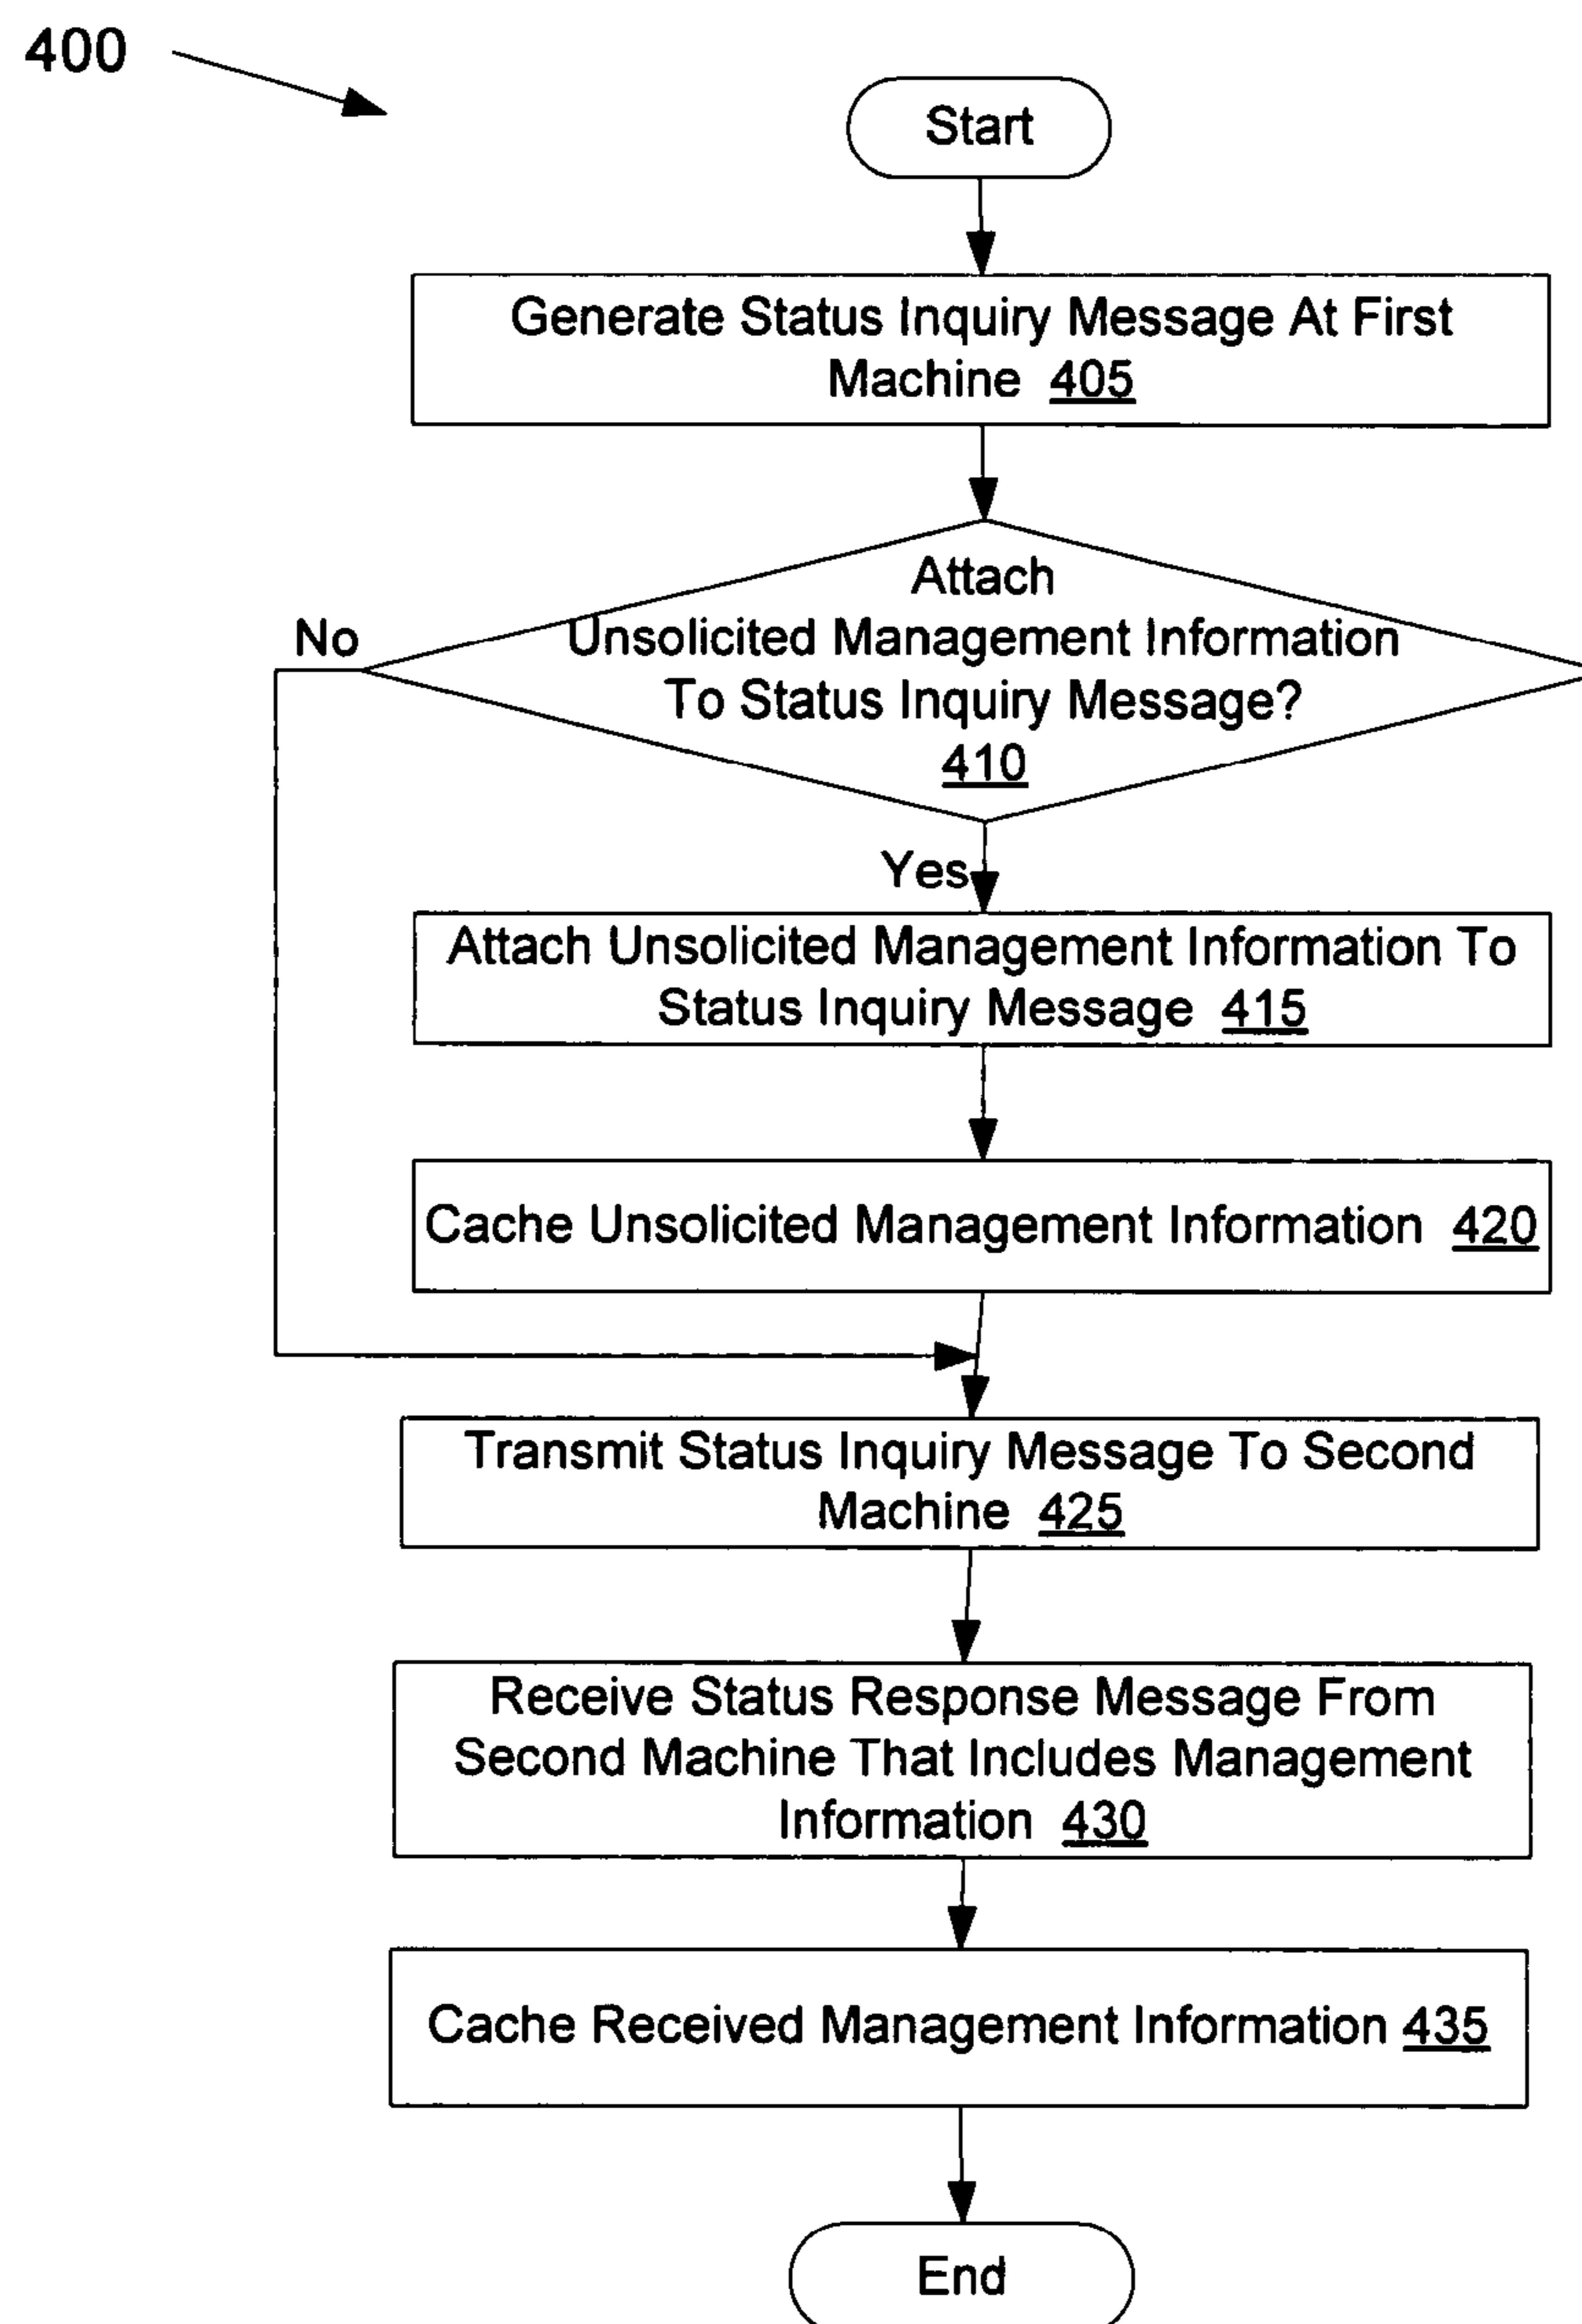 400
Start
Generate Status Inquiry Message At First
Machine 405
Attach
Unsolicited Management Information
To Status Inquiry Message?
410
No
Yes
Attach Unsolicited Management Information To
Status Inquiry Message 415
Cache Unsolicited Management Information 420
Transmit Status Inquiry Message To Second
Machine 425
Receive Status Response Message From
Second Machine That Includes Management
Information 430
Cache Received Management Information 435
End